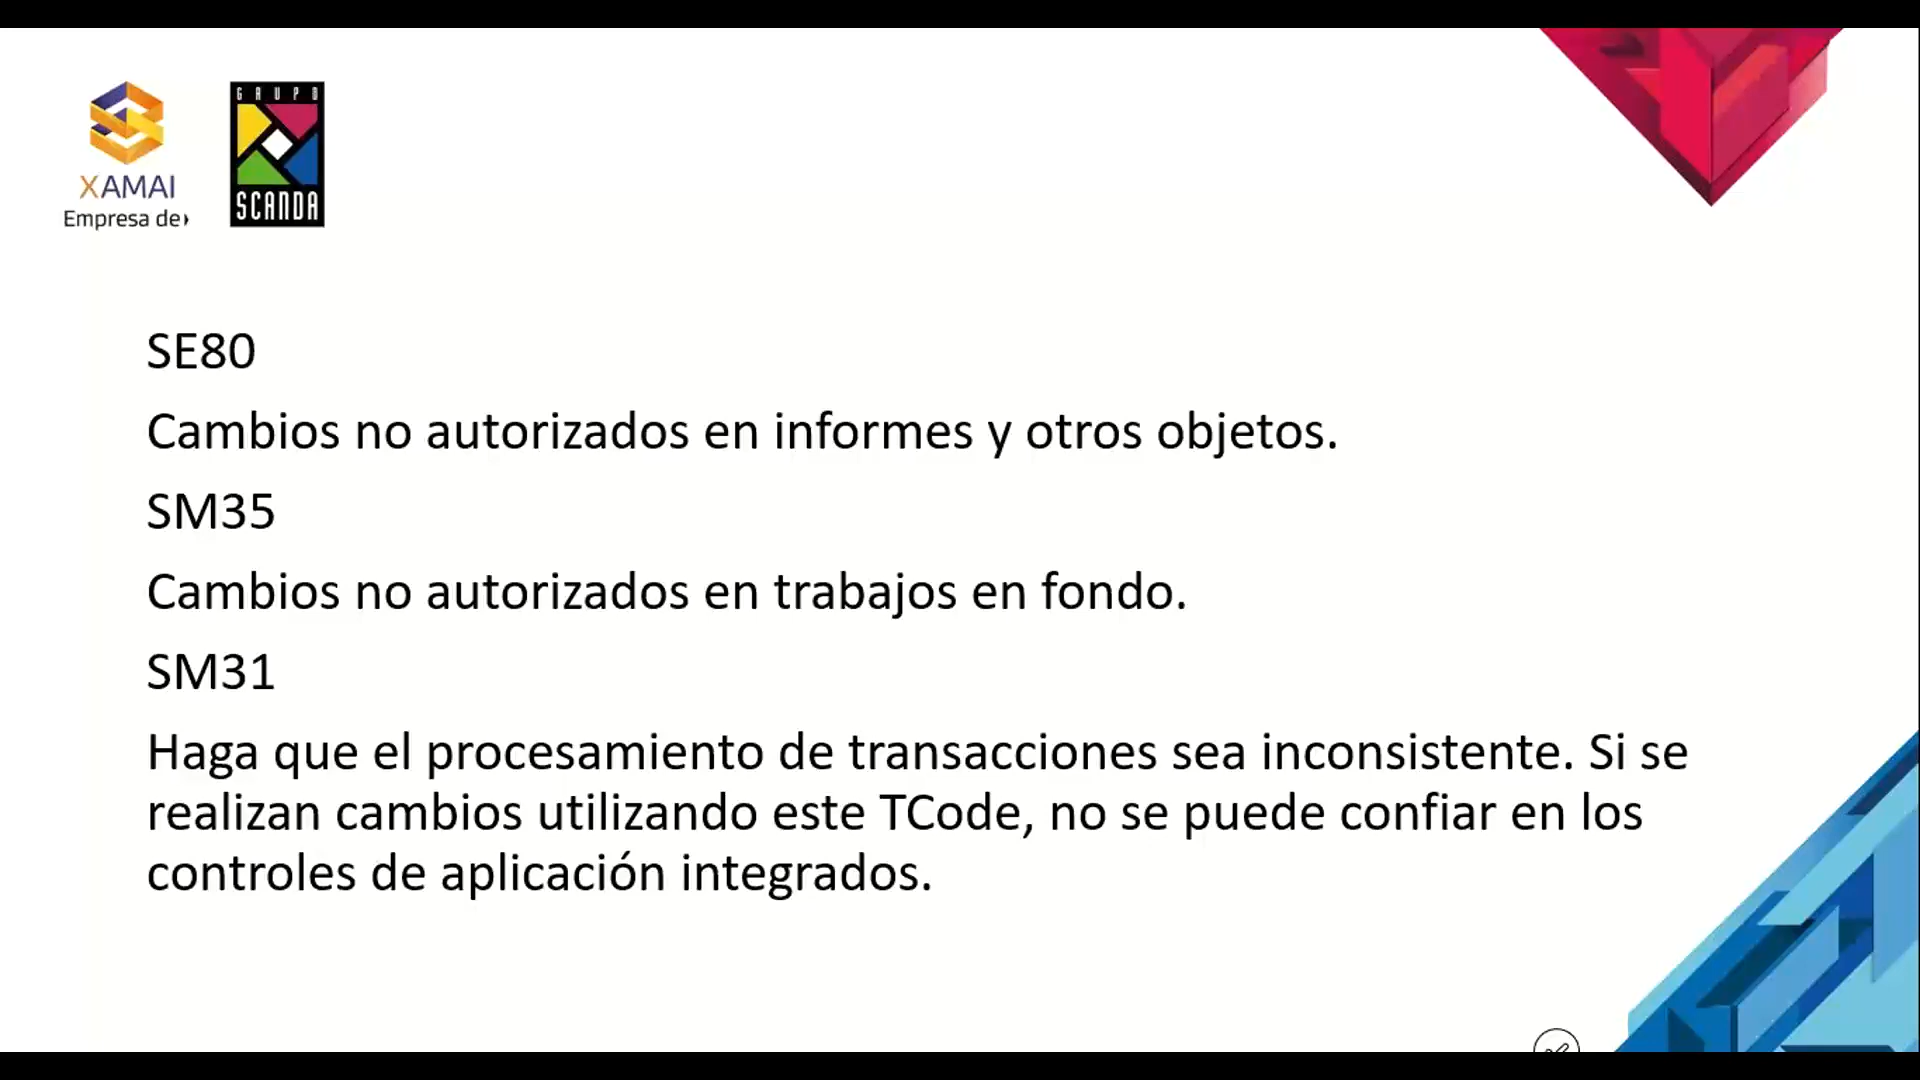 XAMAI
Empresa de
GRUPO
SCANDA
SE80
Cambios no autorizados en informes y otros objetos.
SM35
Cambios no autorizados en trabajos en fondo.
SM31
Haga que el procesamiento de transacciones sea inconsistente. Si se
realizan cambios utilizando este TCode, no se puede confiar en los
controles de aplicación integrados.